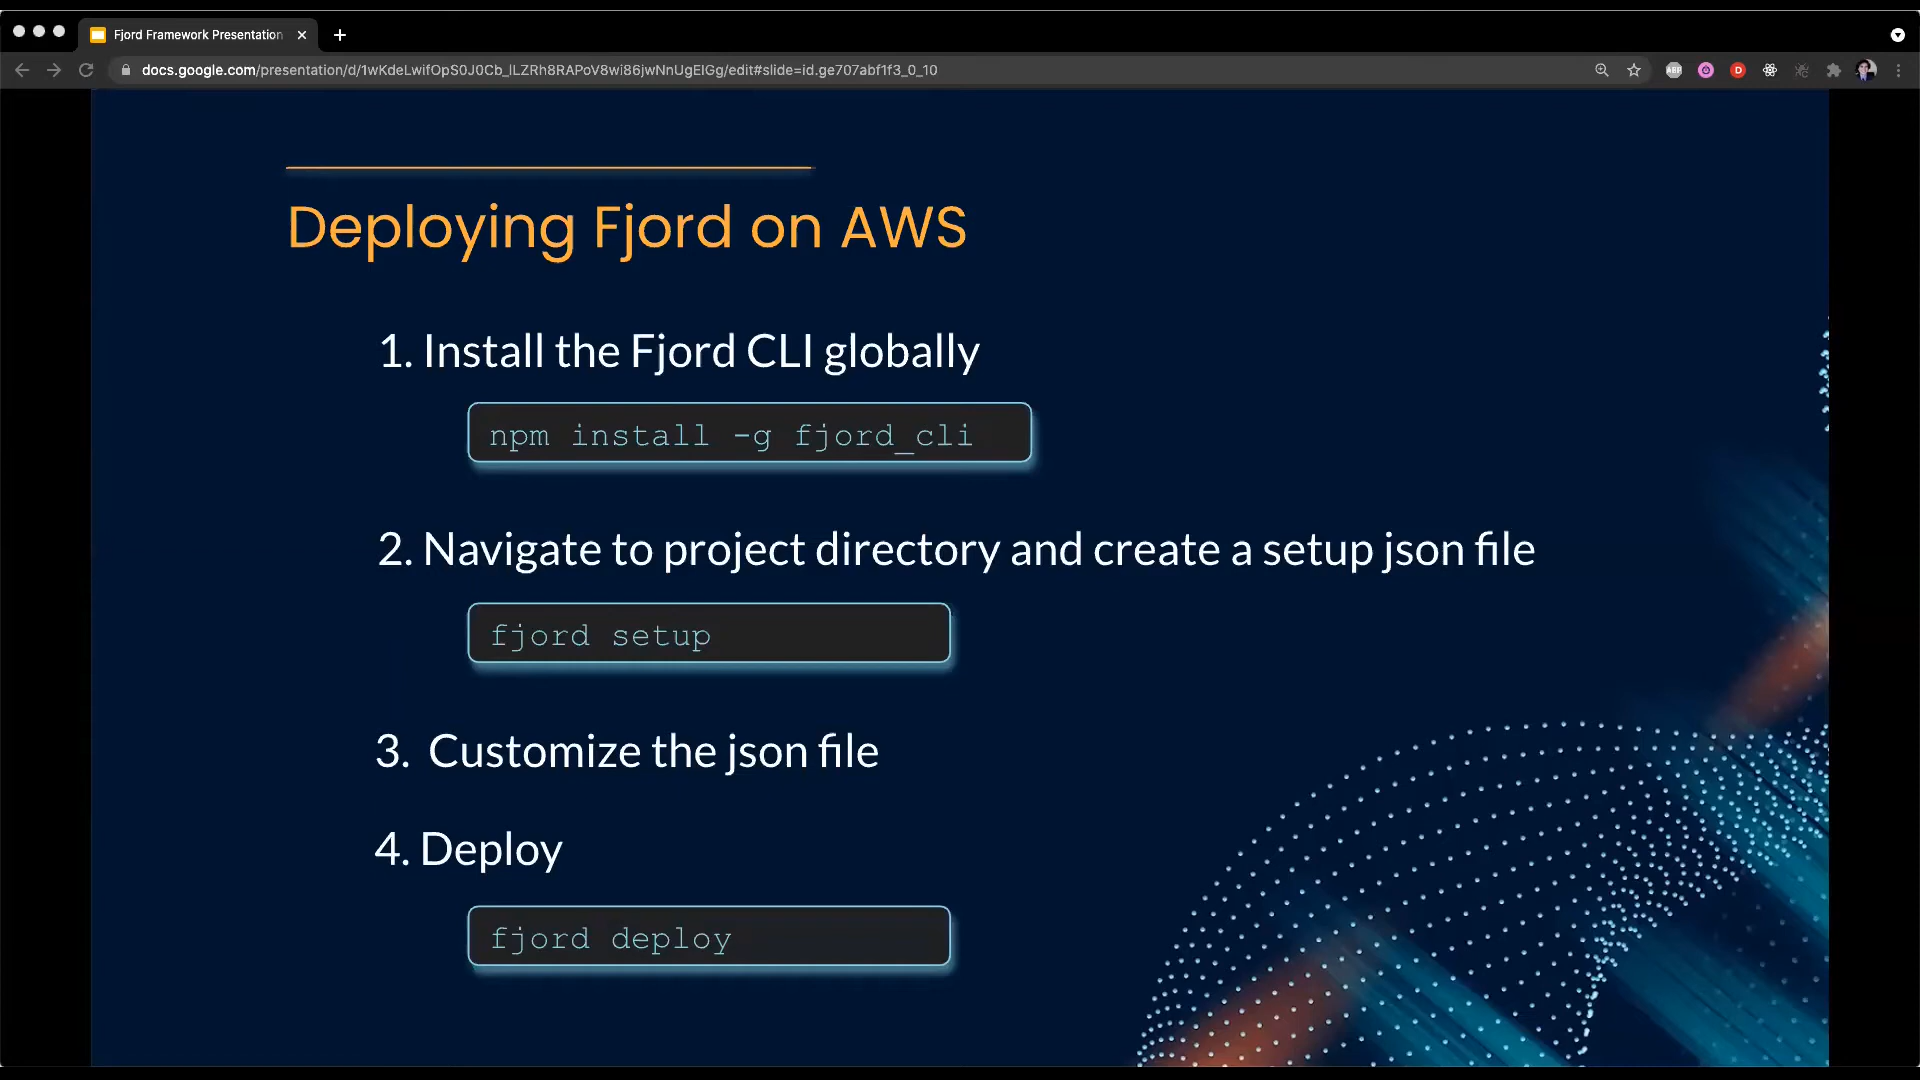 Fjord Framework Presentation
docs.google.com/presentation/d/1wKdeLwifOpS0J0Cb_lLZRh8RAPoV8wi86jwNnUgElGg/edit#slide=id.ge707abf1f3_0_10
ABP
D
Deploying Fjord on AWS
1. Install the Fjord CLI globally
npm install -g fjord_cli
2. Navigate to project directory and create a setup json file
fjord setup
3. Customize the json file
4. Deploy
fjord deploy